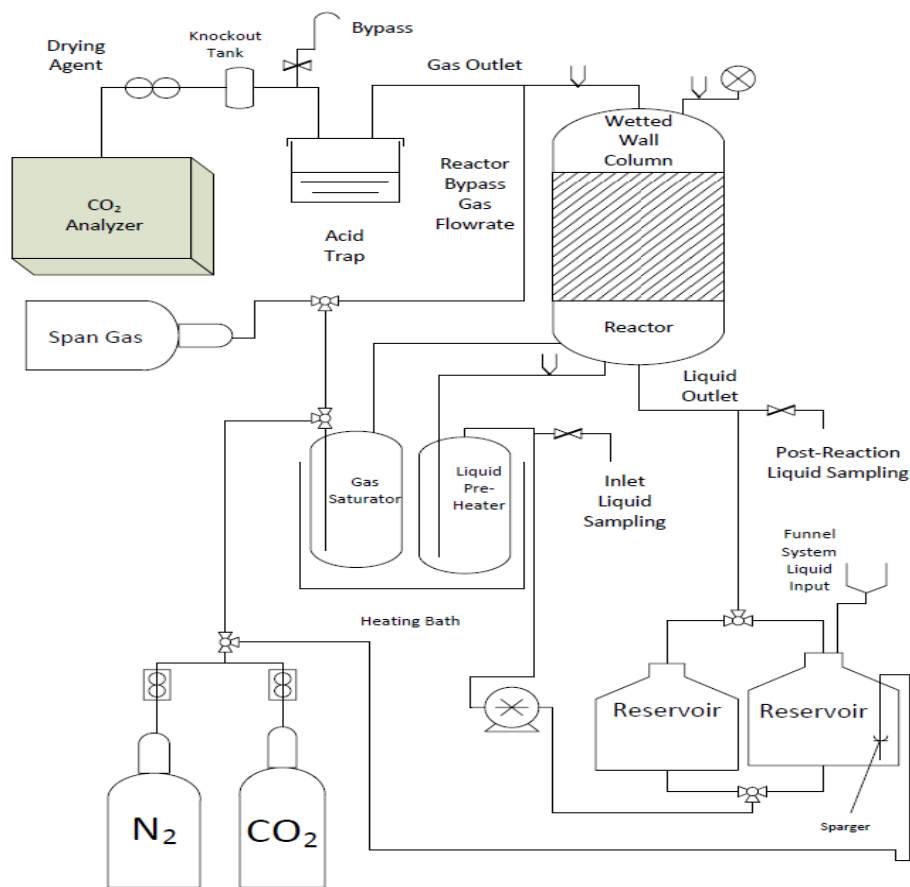 Bypass
Knockout
Tank
Drying
Agent
Gas Outlet
Wetted
Wall
Column
Reactor
Bypass
Gas
Flowrate
CO₂
Analyzer
Acid
Trap
Span Gas
Reactor
Liquid
Outlet
Post-Reaction
Liquid Sampling
Gas
Saturator
Liquid
Pre-
Heater
Inlet
Liquid
Sampling
Funnel
System
Liquid
Input
Heating Bath
Reservoir
Reservoir
N₂
CO₂
Sparger